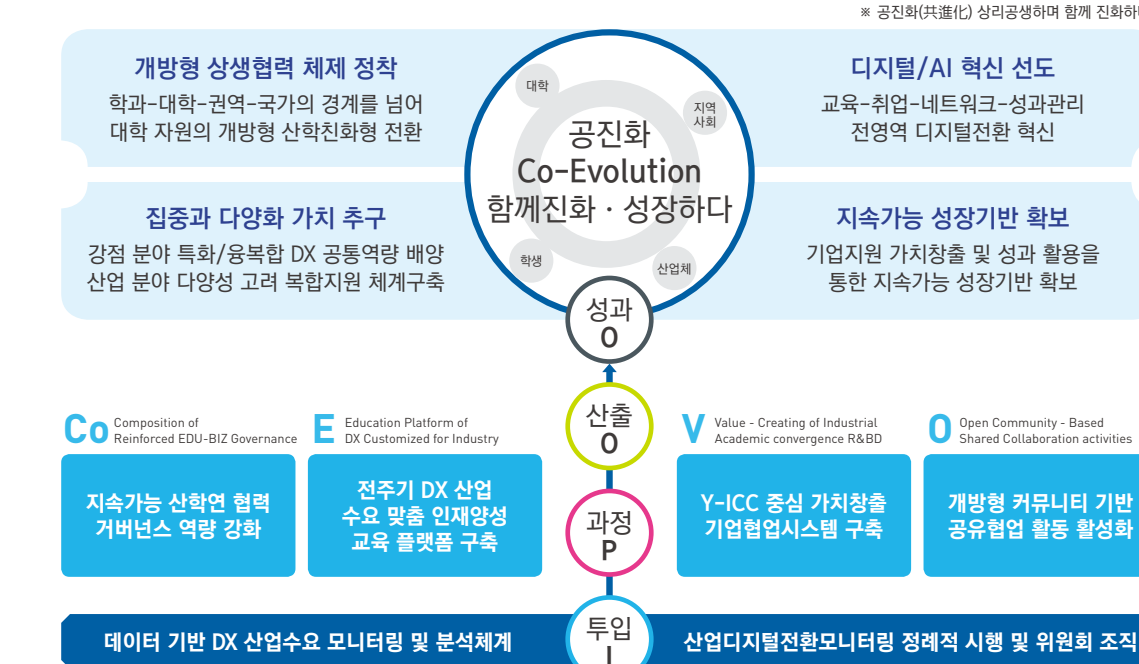 ※ 공진화(共進化) 상리공생하며 함께 진화하
개방형 상생협력 체제 정착
학과-대학-권역-국가의 경계를 넘어
대학 자원의 개방형 산학친화형 전환
집중과 다양화 가치 추구
강점 분야 특화/융복합 DX 공통역량 배양
산업 분야 다양성 고려 복합지원 체계구축
대학
지역
사회
공진화
Co-Evolution
함께진화 · 성장하다
학생
산업체
디지털/AI 혁신 선도
교육-취업-네트워크-성과관리
전영역 디지털전환 혁신
지속가능 성장기반 확보
기업지원 가치창출 및 성과 활용을
통한 지속가능 성장기반 확보
성과
O
산출
O
과정
P
투입
I
Co Composition of
Reinforced EDU-BIZ Governance
지속가능 산학연 협력
거버넌스 역량 강화
E Education Platform of
DX Customized for Industry
전주기 DX 산업
수요 맞춤 인재양성
교육 플랫폼 구축
V Value - Creating of Industrial
Academic convergence R&BD
Y-ICC 중심 가치창출
기업협업시스템 구축
O Open Community - Based
Shared Collaboration activities
개방형 커뮤니티 기반
공유협업 활동 활성화
데이터 기반 DX 산업수요 모니터링 및 분석체계
산업디지털전환모니터링 정례적 시행 및 위원회 조직